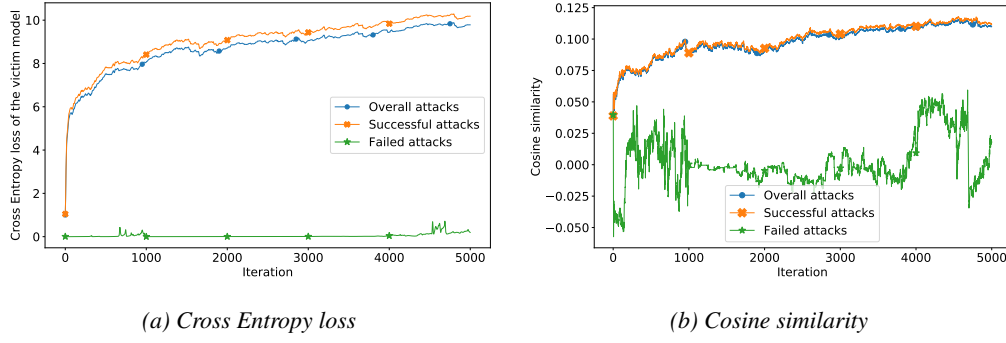 Cross Entropy loss of the victim model
10
8
6
4
2
0
Overall attacks
Successful attacks
Failed attacks
0 1000 2000 3000 4000 5000
Iteration
(a) Cross Entropy loss
Cosine similarity
0.125
0.100
0.075
0.050
0.025
0.000
−0.025
−0.050
Overall attacks
Successful attacks
Failed attacks
0 1000 2000 3000 4000 5000
Iteration
(b) Cosine similarity